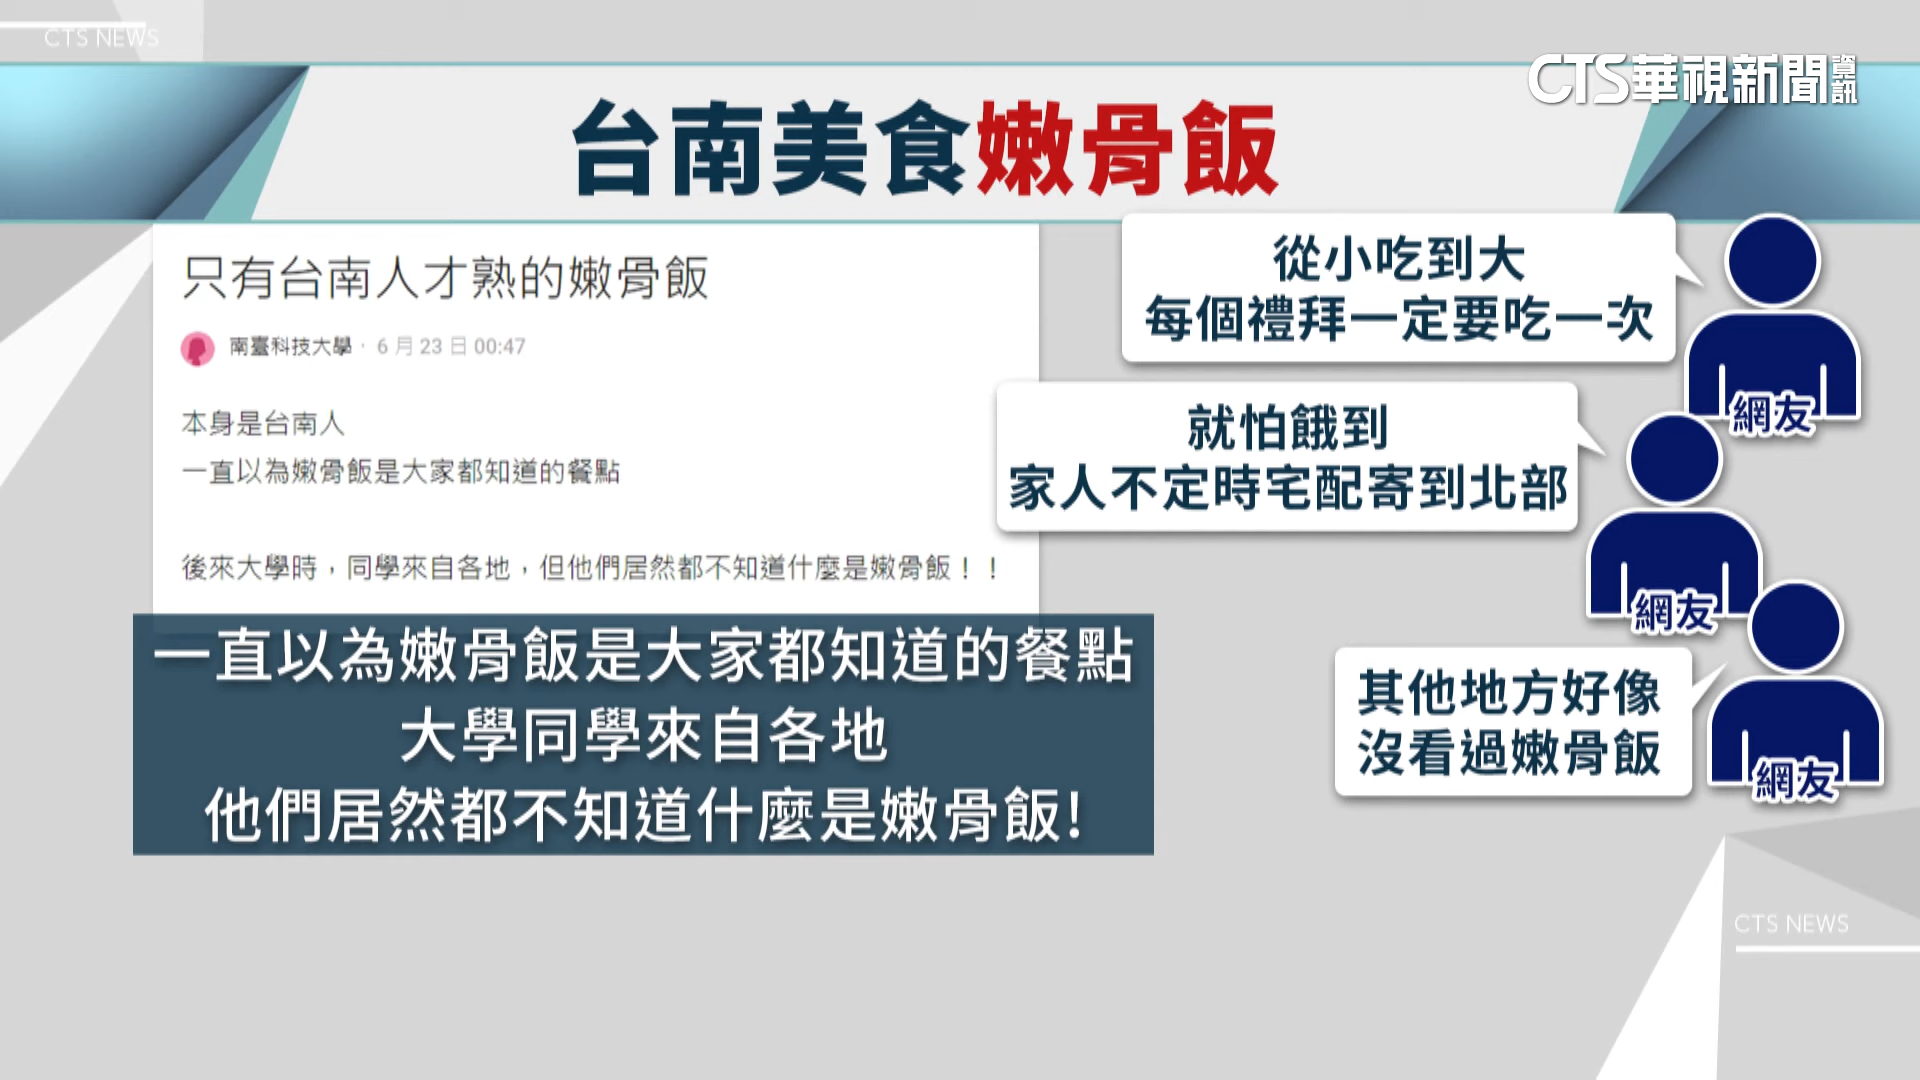 CTS NEWS
CTS華視新聞資訊
台南美食嫩骨飯
只有台南人才熟的嫩骨飯
南臺科技大學 · 6 月 23 日 00:47
本身是台南人
一直以為嫩骨飯是大家都知道的餐點
後來大學時，同學來自各地，但他們居然都不知道什麼是嫩骨飯！！
一直以為嫩骨飯是大家都知道的餐點
大學同學來自各地
他們居然都不知道什麼是嫩骨飯!
從小吃到大
每個禮拜一定要吃一次
網友
就怕餓到
家人不定時宅配寄到北部
網友
其他地方好像
沒看過嫩骨飯
網友
CTS NEWS